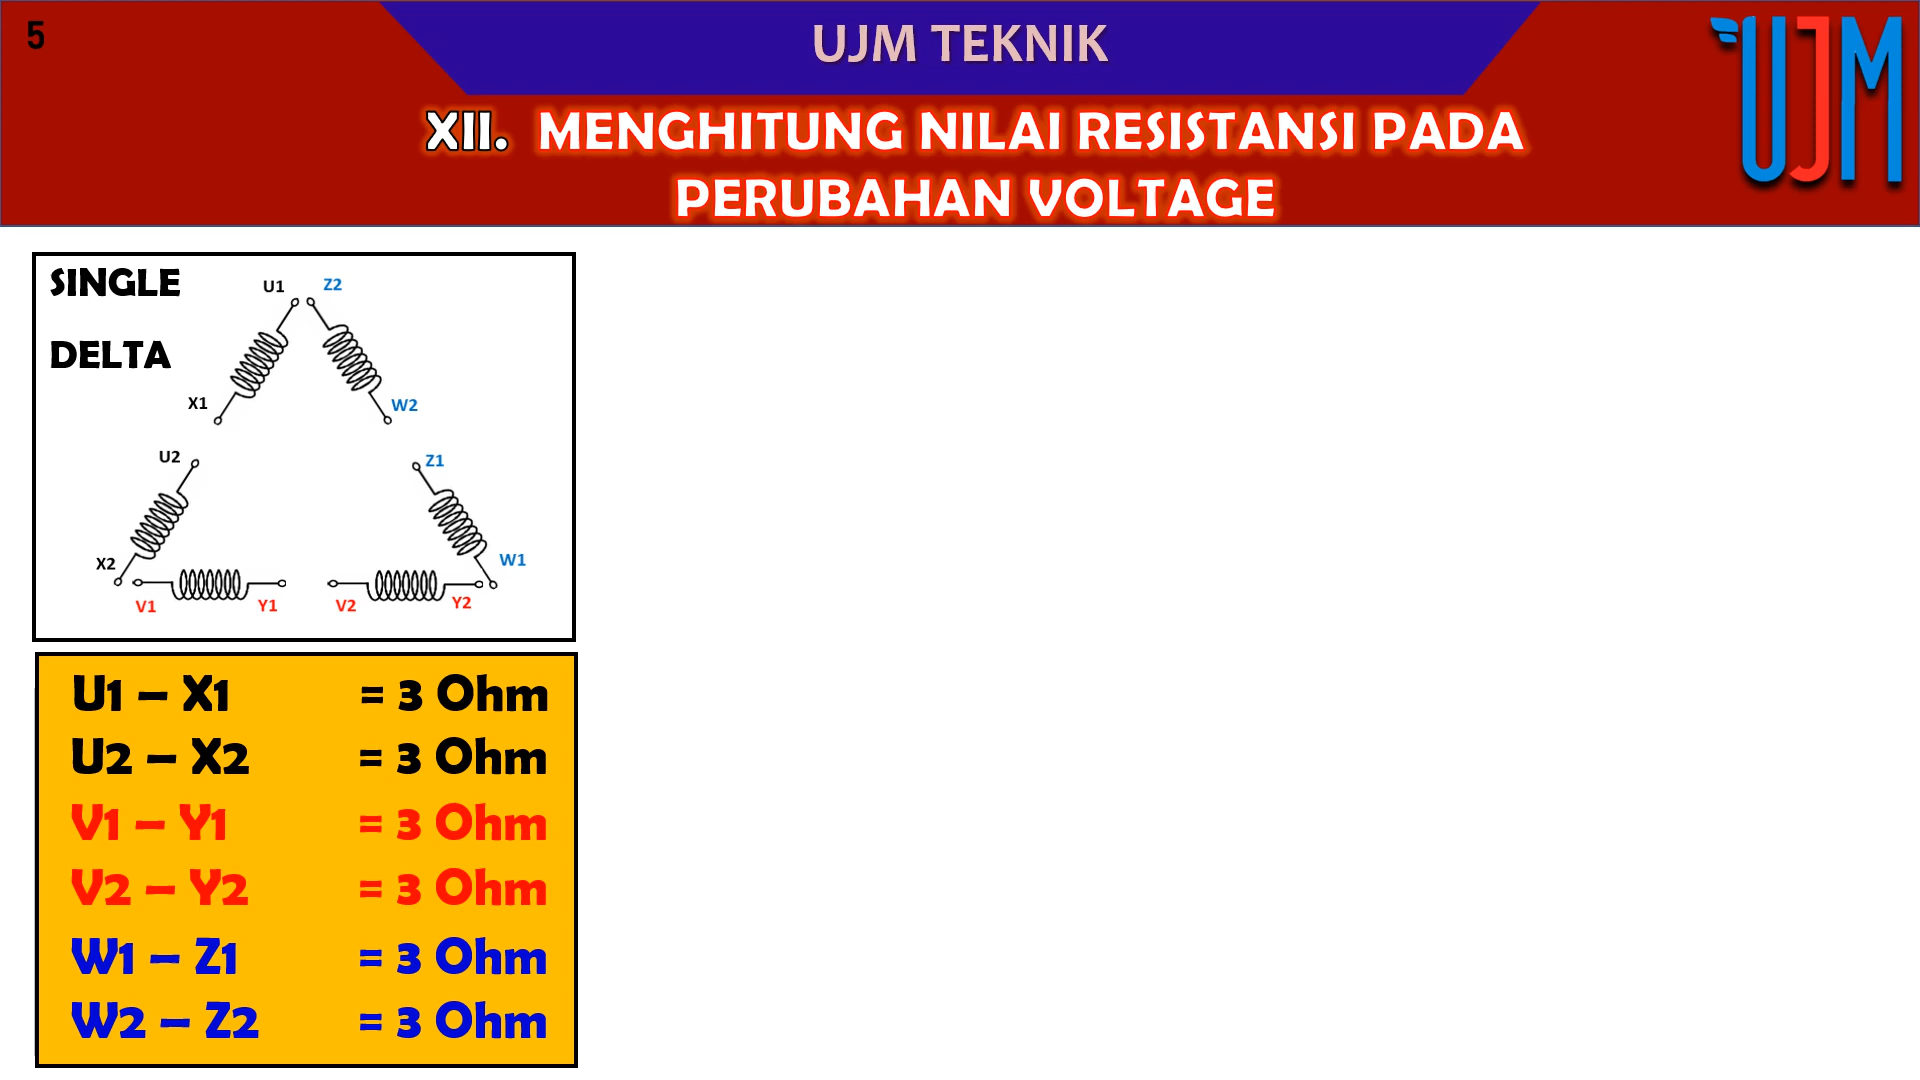 5
UJM TEKNIK
UJM
XII. MENGHITUNG NILAI RESISTANSI PADA
PERUBAHAN VOLTAGE
SINGLE
DELTA
U1 Z2
X1 W2
U2 Z1
X2 W1
V1 Y1 V2 Y2
U1 – X1 = 3 Ohm
U2 – X2 = 3 Ohm
V1 – Y1 = 3 Ohm
V2 – Y2 = 3 Ohm
W1 – Z1 = 3 Ohm
W2 – Z2 = 3 Ohm